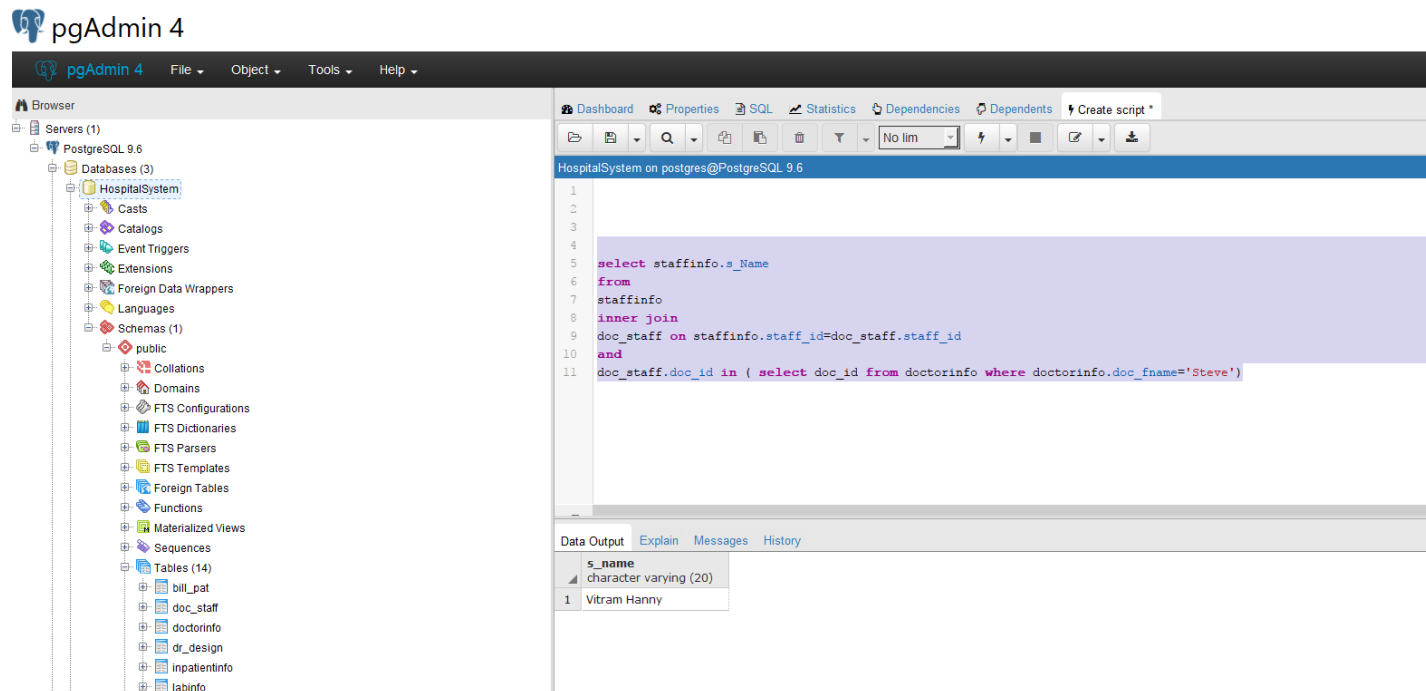 pgAdmin 4
pgAdmin 4 File Object Tools Help
Browser
Servers (1)
PostgreSQL 9.6
Databases (3)
HospitalSystem
Casts
Catalogs
Event Triggers
Extensions
Foreign Data Wrappers
Languages
Schemas (1)
public
Collations
Domains
FTS Configurations
FTS Dictionaries
FTS Parsers
FTS Templates
Foreign Tables
Functions
Materialized Views
Sequences
Tables (14)
bill_pat
doc_staff
doctorinfo
dr_design
inpatientinfo
labinfo
Dashboard Properties SQL Statistics Dependencies Dependents Create script *
No lim
HospitalSystem on postgres@PostgreSQL 9.6
1
2
3
4
5 select staffinfo.s_Name
6 from
7 staffinfo
8 inner join
9 doc_staff on staffinfo.staff_id=doc_staff.staff_id
10 and
11 doc_staff.doc_id in ( select doc_id from doctorinfo where doctorinfo.doc_fname='Steve')
Data Output Explain Messages History
s_name
character varying (20)
1 Vitram Hanny